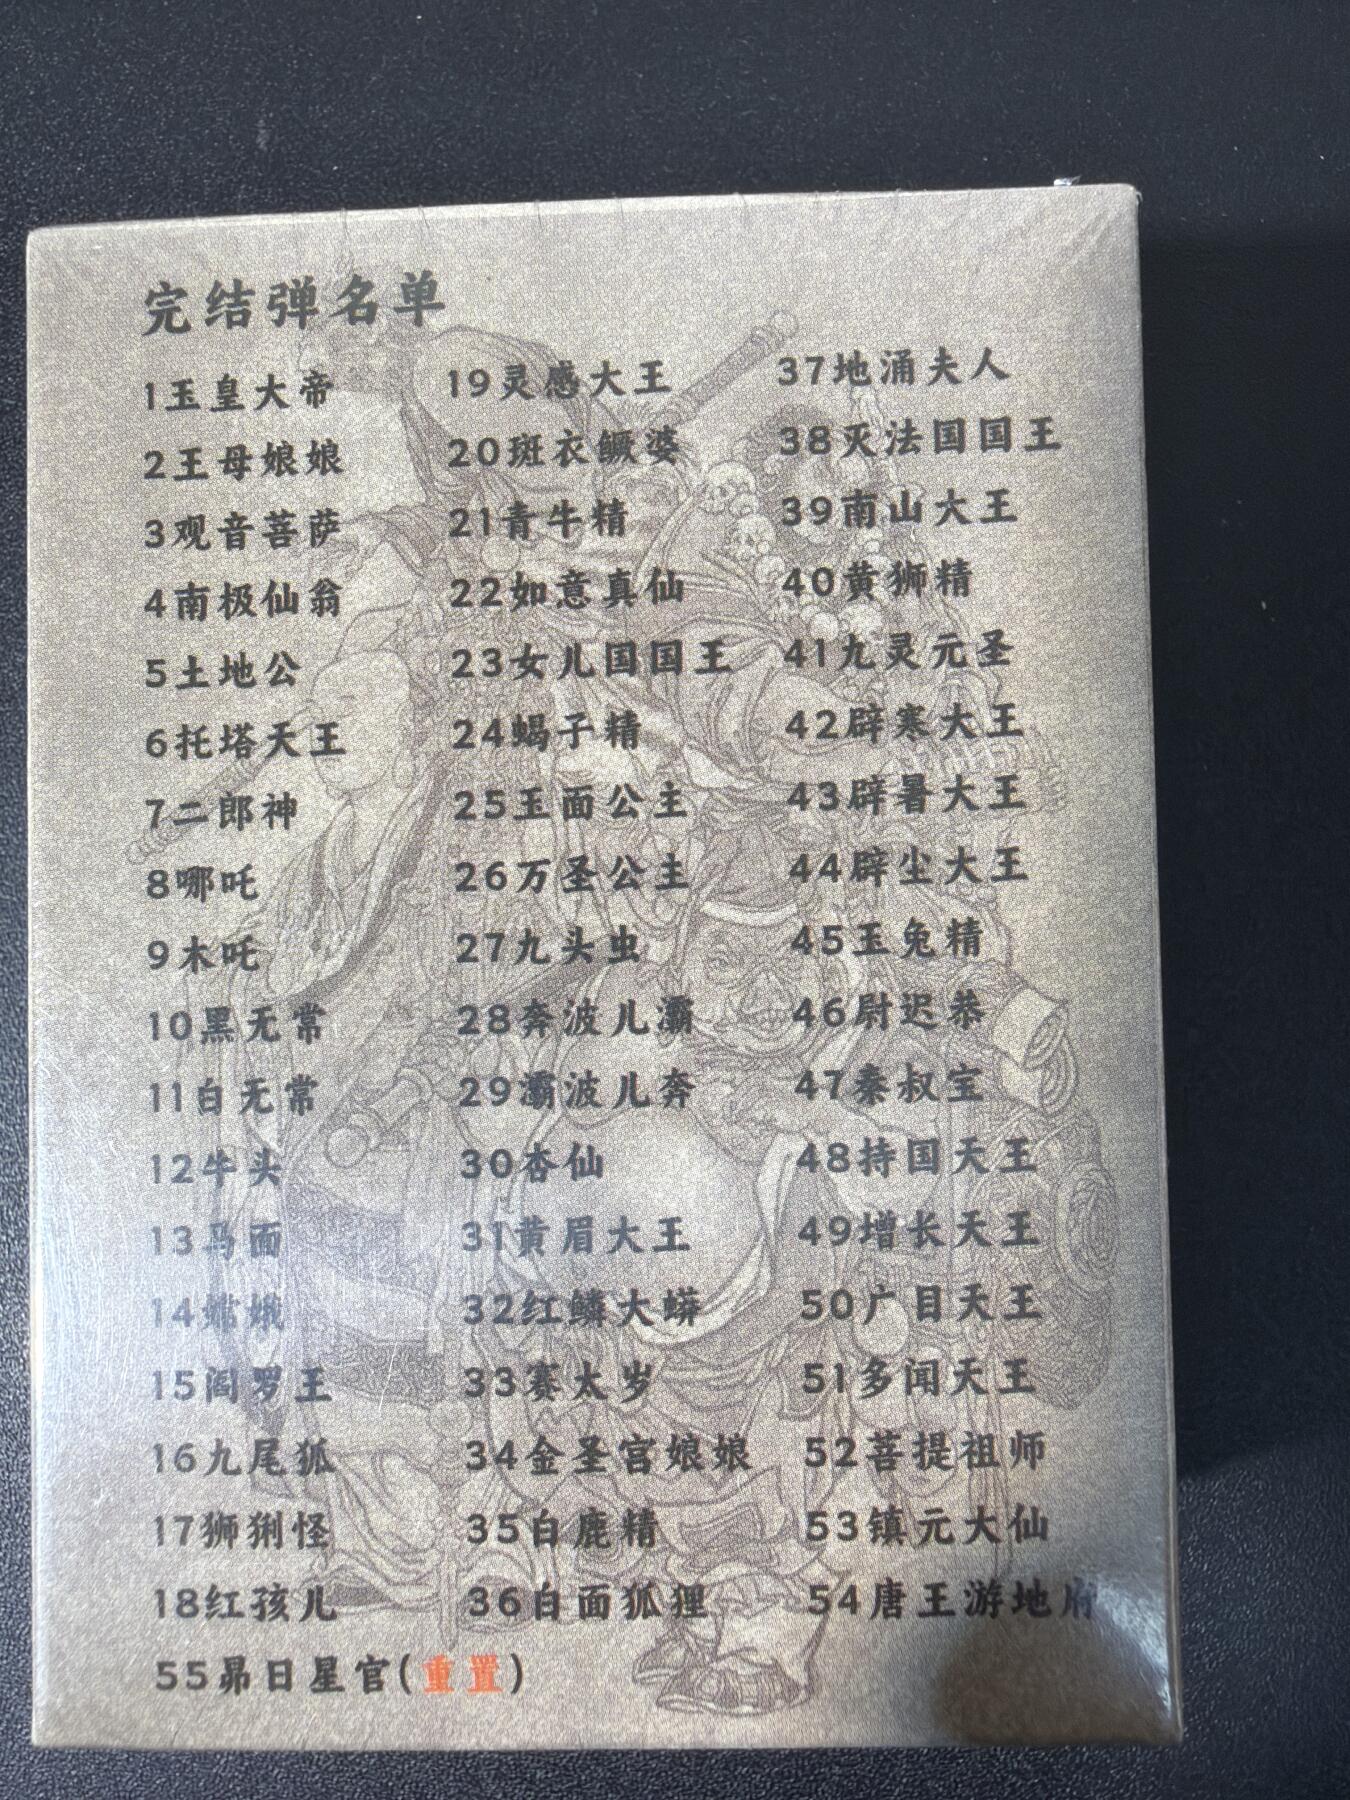 完结弹名单
1玉皇大帝
2王母娘娘
3观音菩萨
4南极仙翁
5土地公
6托塔天王
7二郎神
8哪吒
9木吒
10黑无常
11白无常
12牛头
13马面
14嫦娥
15阎罗王
16九尾狐
17狮猁怪
18红孩儿
19灵感大王
20斑衣鳜婆
21青牛精
22如意真仙
23女儿国国王
24蝎子精
25玉面公主
26万圣公主
27九头虫
28奔波儿灞
29灞波儿奔
30杏仙
31黄眉大王
32红鳞大蟒
33赛太岁
34金圣宫娘娘
35白鹿精
36白面狐狸
37地涌夫人
38灭法国国王
39南山大王
40黄狮精
41九灵元圣
42辟寒大王
43辟暑大王
44辟尘大王
45玉兔精
46尉迟恭
47秦叔宝
48持国天王
49增长天王
50广目天王
51多闻天王
52菩提祖师
53镇元大仙
54唐王游地府
55昴日星官(重置)